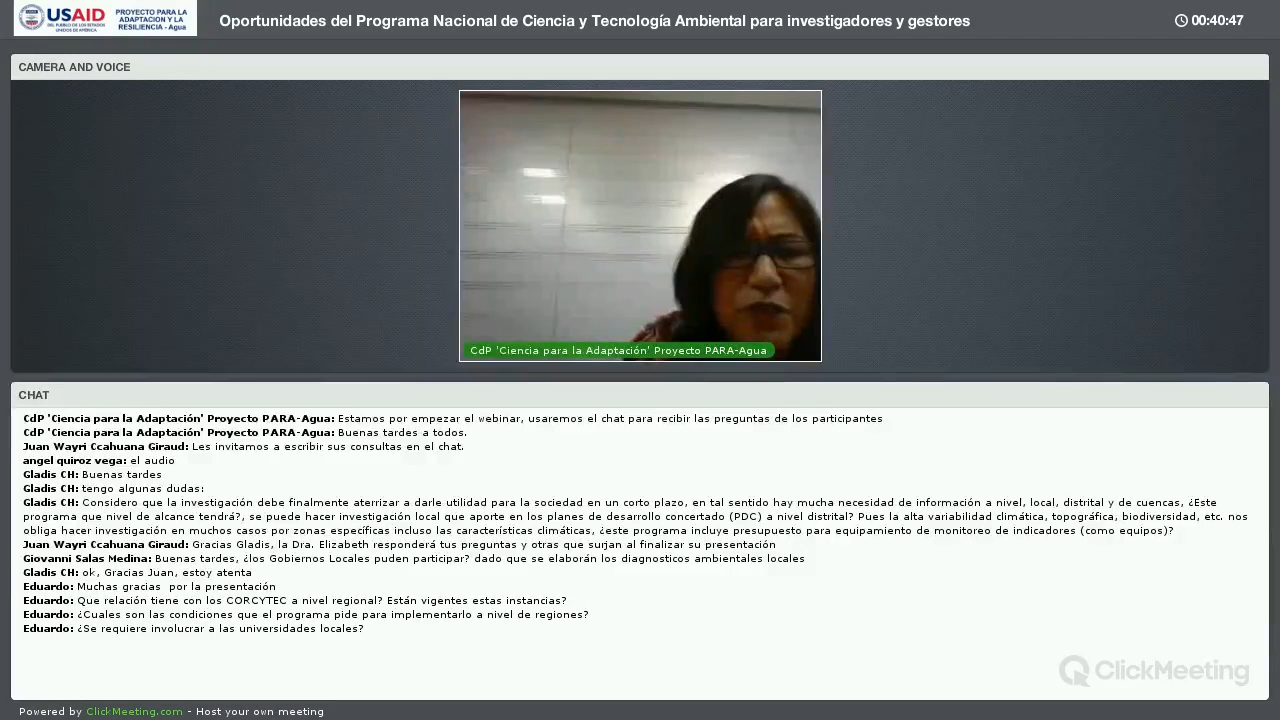 USAID
DEL PUEBLO DE LOS ESTADOS
UNIDOS DE AMÉRICA
PROYECTO PARA LA
ADAPTACIÓN Y LA
RESILIENCIA - Agua
Oportunidades del Programa Nacional de Ciencia y Tecnología Ambiental para investigadores y gestores
00:40:47
CAMERA AND VOICE
CdP 'Ciencia para la Adaptación' Proyecto PARA-Agua
CHAT
CdP 'Ciencia para la Adaptación' Proyecto PARA-Agua: Estamos por empezar el webinar, usaremos el chat para recibir las preguntas de los participantes
CdP 'Ciencia para la Adaptación' Proyecto PARA-Agua: Buenas tardes a todos.
Juan Wayri Ccahuana Giraud: Les invitamos a escribir sus consultas en el chat.
angel quiroz vega: el audio
Gladis CH: Buenas tardes
Gladis CH: tengo algunas dudas:
Gladis CH: Considero que la investigación debe finalmente aterrizar a darle utilidad para la sociedad en un corto plazo, en tal sentido hay mucha necesidad de información a nivel, local, distrital y de cuencas, ¿Este
programa que nivel de alcance tendrá?, se puede hacer investigación local que aporte en los planes de desarrollo concertado (PDC) a nivel distrital? Pues la alta variabilidad climática, topográfica, biodiversidad, etc. nos
obliga hacer investigación en muchos casos por zonas específicas incluso las características climáticas, ¿este programa incluye presupuesto para equipamiento de monitoreo de indicadores (como equipos)?
Juan Wayri Ccahuana Giraud: Gracias Gladis, la Dra. Elizabeth responderá tus preguntas y otras que surjan al finalizar su presentación
Giovanni Salas Medina: Buenas tardes, ¿los Gobiernos Locales puden participar? dado que se elaborán los diagnosticos ambientales locales
Gladis CH: ok, Gracias Juan, estoy atenta
Eduardo: Muchas gracias por la presentación
Eduardo: Que relación tiene con los CORCYTEC a nivel regional? Están vigentes estas instancias?
Eduardo: ¿Cuales son las condiciones que el programa pide para implementarlo a nivel de regiones?
Eduardo: ¿Se requiere involucrar a las universidades locales?
ClickMeeting
Powered by ClickMeeting.com - Host your own meeting